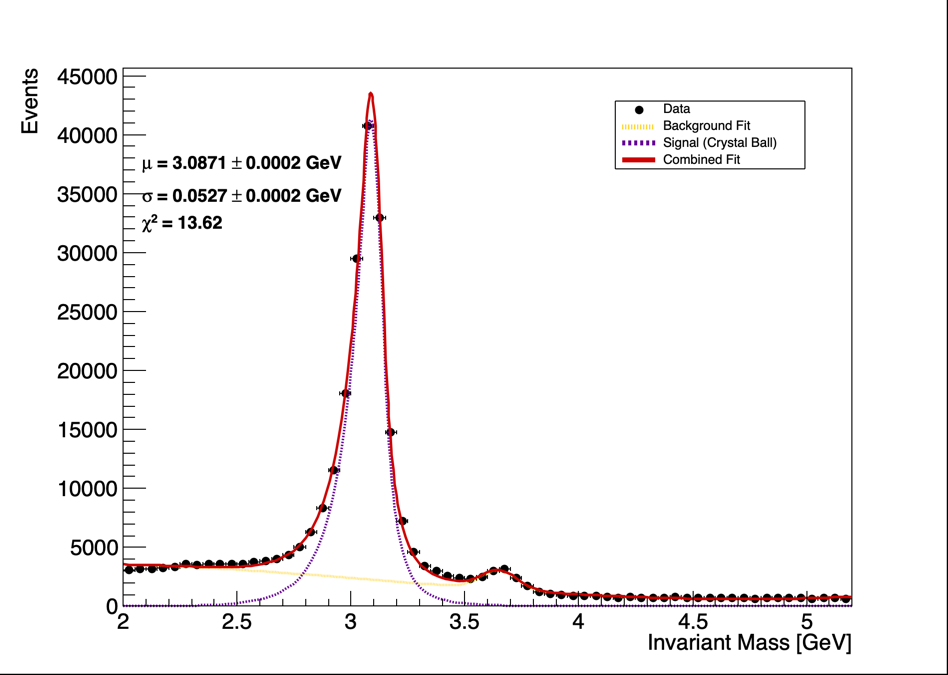 Events
45000
40000
35000
30000
25000
20000
15000
10000
5000
0
μ = 3.0871 ± 0.0002 GeV
σ = 0.0527 ± 0.0002 GeV
χ² = 13.62
Data
Background Fit
Signal (Crystal Ball)
Combined Fit
2 2.5 3 3.5 4 4.5 5
Invariant Mass [GeV]